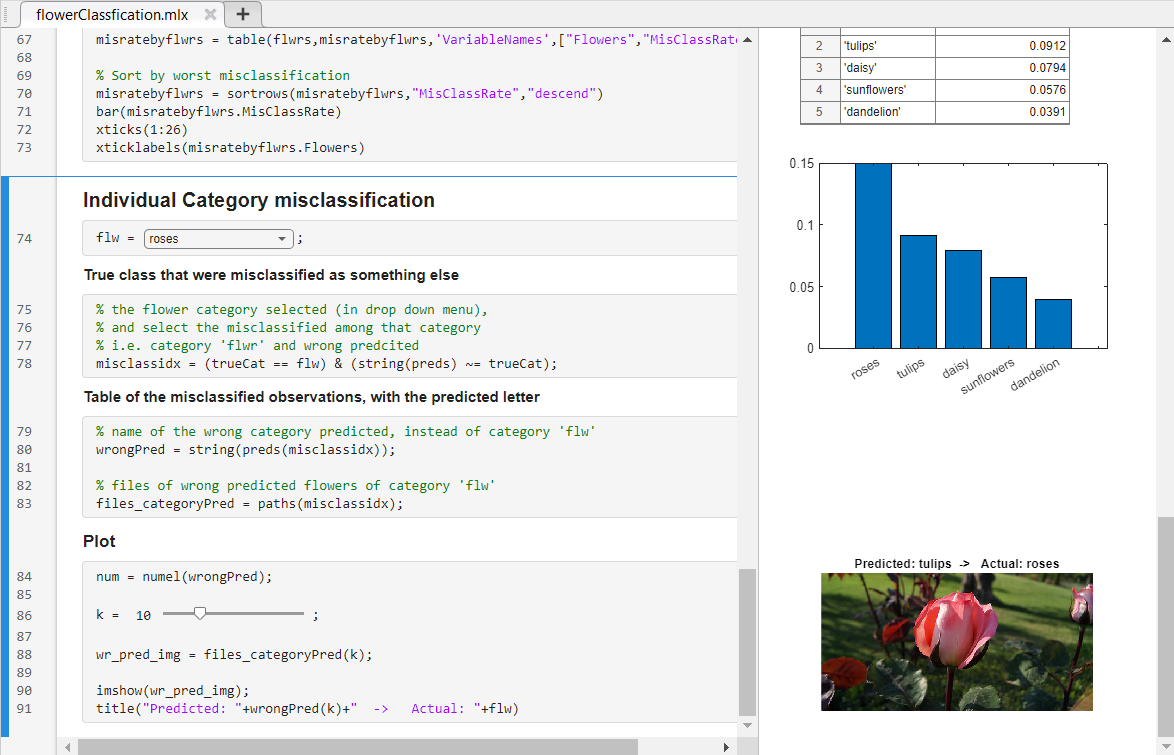 flowerClassfication.mlx
67 misratebyflwrs = table(flwrs,misratebyflwrs,'VariableNames',["Flowers","MisClassRate
68
69 % Sort by worst misclassification
70 misratebyflwrs = sortrows(misratebyflwrs,"MisClassRate","descend")
71 bar(misratebyflwrs.MisClassRate)
72 xticks(1:26)
73 xticklabels(misratebyflwrs.Flowers)
Individual Category misclassification
74 flw = roses ;
True class that were misclassified as something else
75 % the flower category selected (in drop down menu),
76 % and select the misclassified among that category
77 % i.e. category 'flwr' and wrong predcited
78 misclassidx = (trueCat == flw) & (string(preds) ~= trueCat);
Table of the misclassified observations, with the predicted letter
79 % name of the wrong category predicted, instead of category 'flw'
80 wrongPred = string(preds(misclassidx));
81
82 % files of wrong predicted flowers of category 'flw'
83 files_categoryPred = paths(misclassidx);
Plot
84 num = numel(wrongPred);
85
86 k = 10 ;
87
88 wr_pred_img = files_categoryPred(k);
89
90 imshow(wr_pred_img);
91 title("Predicted: "+wrongPred(k)+" -> Actual: "+flw)
2 'tulips' 0.0912
3 'daisy' 0.0794
4 'sunflowers' 0.0576
5 'dandelion' 0.0391
0.15
0.1
0.05
0
roses tulips daisy sunflowers dandelion
Predicted: tulips -> Actual: roses